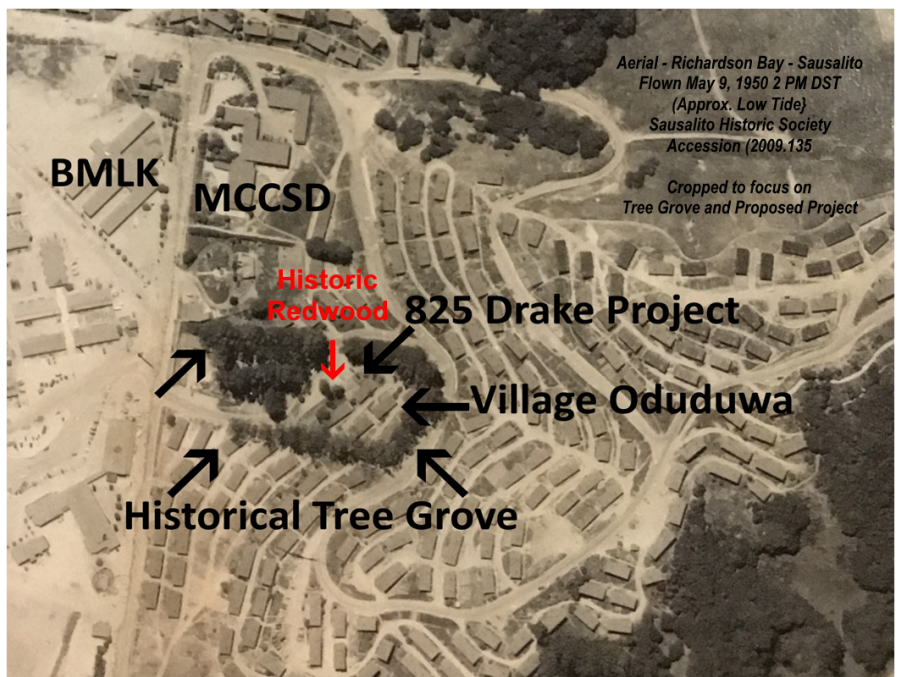 Aerial - Richardson Bay - Sausalito
Flown May 9, 1950 2 PM DST
(Approx. Low Tide}
Sausalito Historic Society
Accession (2009.135
Cropped to focus on
Tree Grove and Proposed Project
BMLK
MCCSD
Historic
Redwood
825 Drake Project
Village Oduduwa
Historical Tree Grove